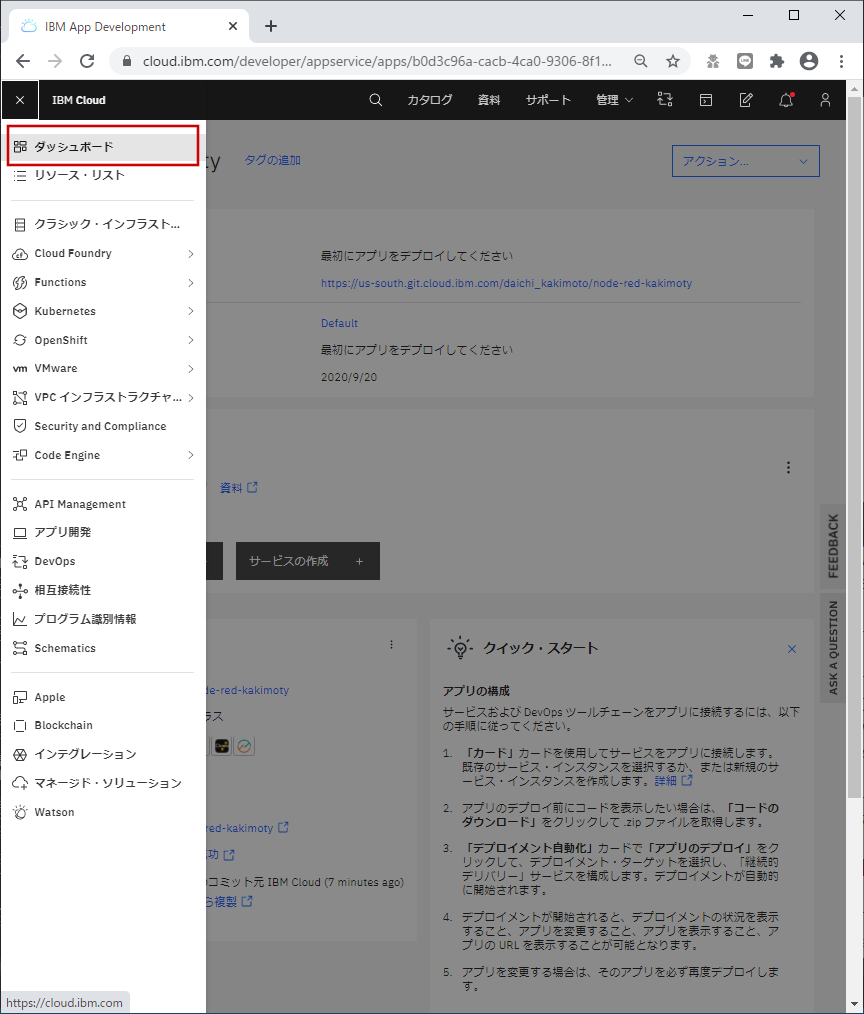 IBM App Development
cloud.ibm.com/developer/appservice/apps/b0d3c96a-cacb-4ca0-9306-8f1...
IBM Cloud
カタログ
資料
サポート
管理
ダッシュボード
リソース・リスト
クラシック・インフラスト...
Cloud Foundry
Functions
Kubernetes
OpenShift
vm VMware
VPC インフラストラクチャ...
Security and Compliance
Code Engine
API Management
アプリ開発
DevOps
相互接続性
プログラム識別情報
Schematics
Apple
Blockchain
インテグレーション
マネージド・ソリューション
Watson
https://cloud.ibm.com
ty
タグの追加
アクション...
最初にアプリをデプロイしてください
https://us-south.git.cloud.ibm.com/daichi_kakimoto/node-red-kakimoty
Default
最初にアプリをデプロイしてください
2020/9/20
資料
サービスの作成 +
de-red-kakimoty
ラス
red-kakimoty
功
コミット元 IBM Cloud (7 minutes ago)
ら複製
クイック・スタート
アプリの構成
サービスおよび DevOps ツールチェーンをアプリに接続するには、以下
の手順に従ってください。
1. 「カード」カードを使用してサービスをアプリに接続します。
既存のサービス・インスタンスを選択するか、または新規のサ
ービス・インスタンスを作成します。詳細
2. アプリのデプロイ前にコードを表示したい場合は、「コードの
ダウンロード」をクリックして .zip ファイルを取得します。
3. 「デプロイメント自動化」カードで「アプリのデプロイ」をク
リックして、デプロイメント・ターゲットを選択し、「継続的
デリバリー」サービスを構成します。デプロイメントが自動的
に開始されます。
4. デプロイメントが開始されると、デプロイメントの状況を表示
すること、アプリを変更すること、アプリを表示すること、ア
プリの URL を表示することが可能となります。
5. アプリを変更する場合は、そのアプリを必ず再度デプロイしま
す。
FEEDBACK
ASK A QUESTION